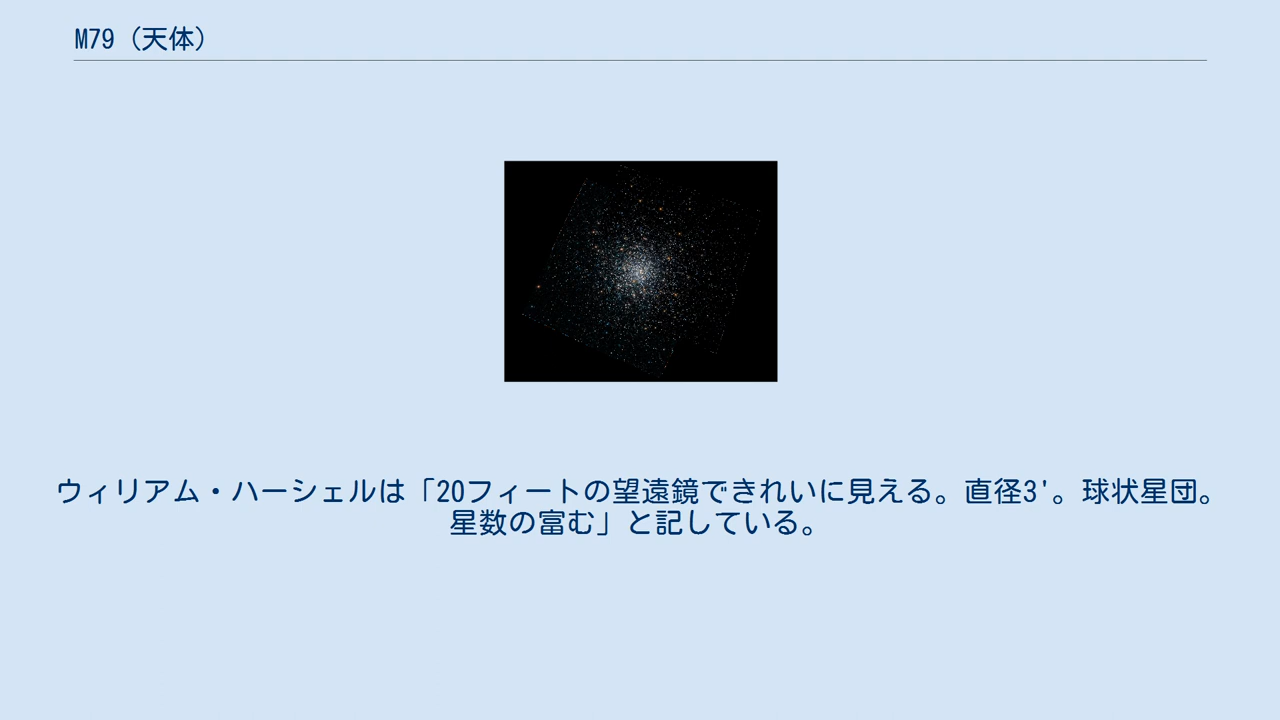 M79（天体）
ウィリアム・ハーシェルは「20フィートの望遠鏡できれいに見える。直径3'。球状星団。
星数の富む」と記している。